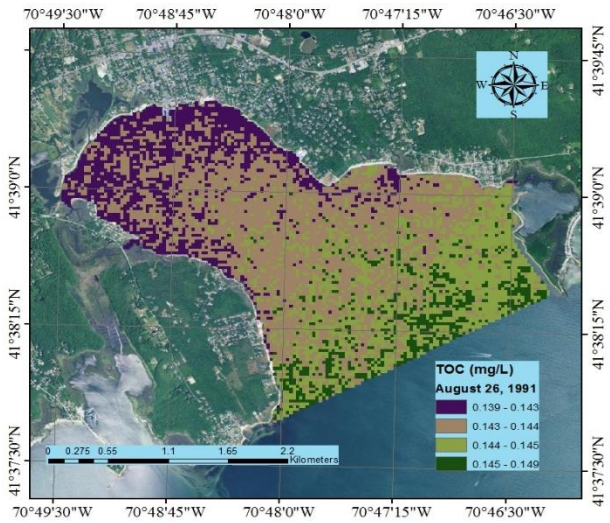 70°49'30"W 70°48'45"W 70°48'0"W 70°47'15"W 70°46'30"W
41°39'45"N
N
W E
S
41°39'0"N 41°39'0"N
41°38'15"N 41°38'15"N
TOC (mg/L)
August 26, 1991
0.139 - 0.143
0.143 - 0.144
0.144 - 0.145
0.145 - 0.149
0 0.275 0.55 1.1 1.65 2.2
Kilometers
41°37'30"N 41°37'30"N
70°49'30"W 70°48'45"W 70°48'0"W 70°47'15"W 70°46'30"W